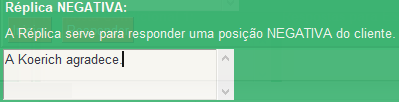 Réplica NEGATIVA:
A Réplica serve para responder uma posição NEGATIVA do cliente.
A Koerich agradece.